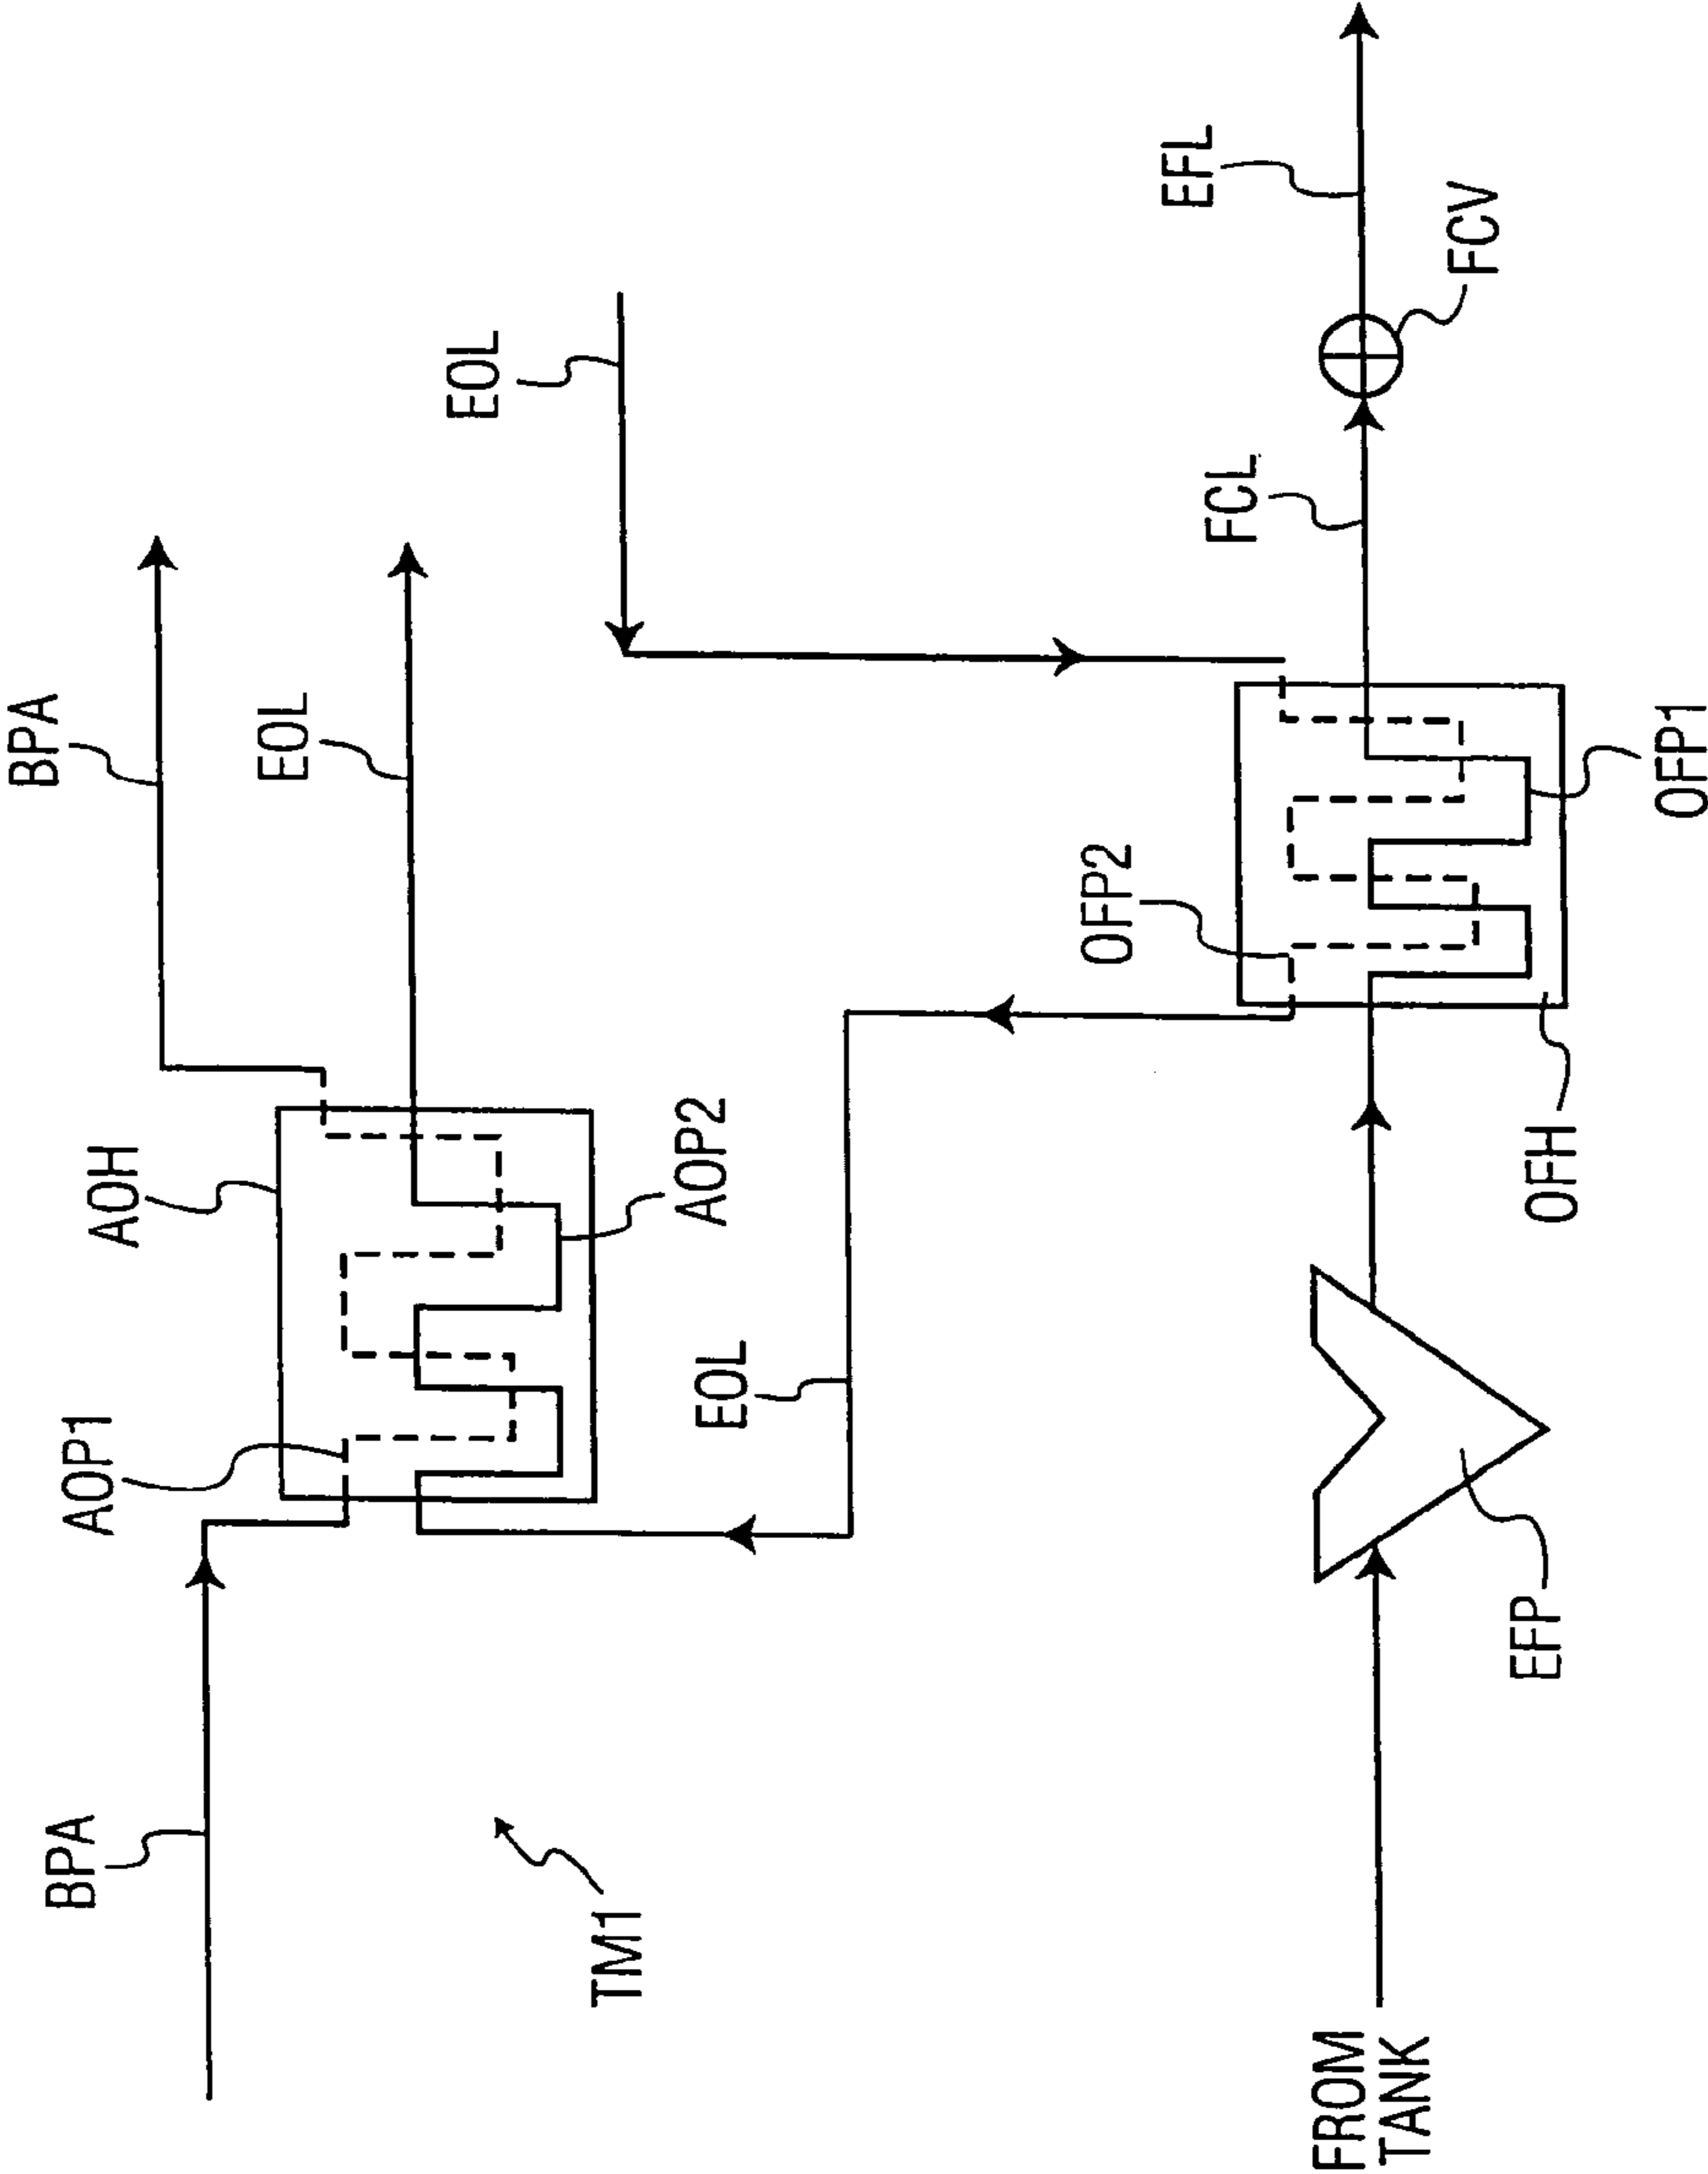 BPA
BPA
AOP1
AOH
EOL
EOL
TM1
AOP2
EOL
OFP2
EFL
FCL
FROM
TANK
FCV
EFP
OFH
OFP1